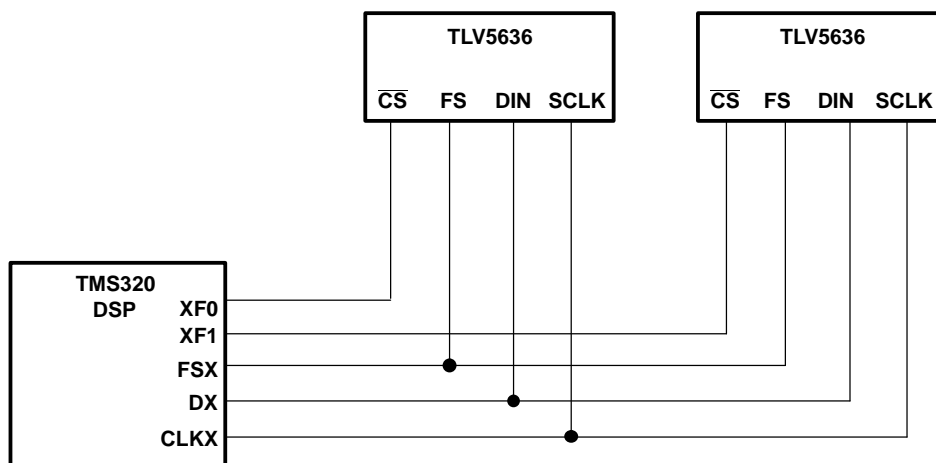 TLV5636
TLV5636
CS FS DIN SCLK
CS FS DIN SCLK
TMS320
DSP
XF0
XF1
FSX
DX
CLKX